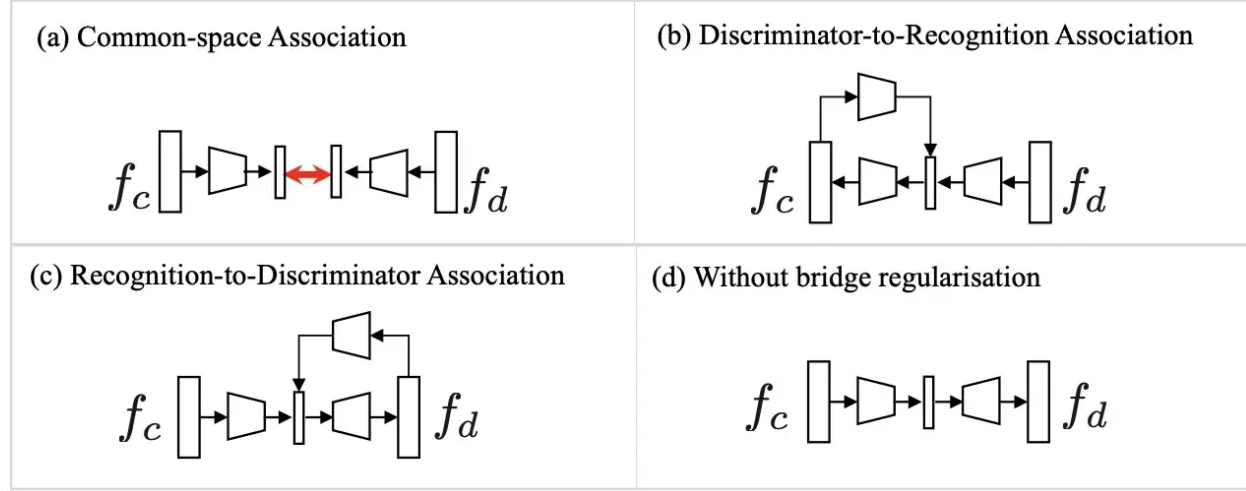 (a) Common-space Association
f_c
f_d
(b) Discriminator-to-Recognition Association
f_c
f_d
(c) Recognition-to-Discriminator Association
f_c
f_d
(d) Without bridge regularisation
f_c
f_d